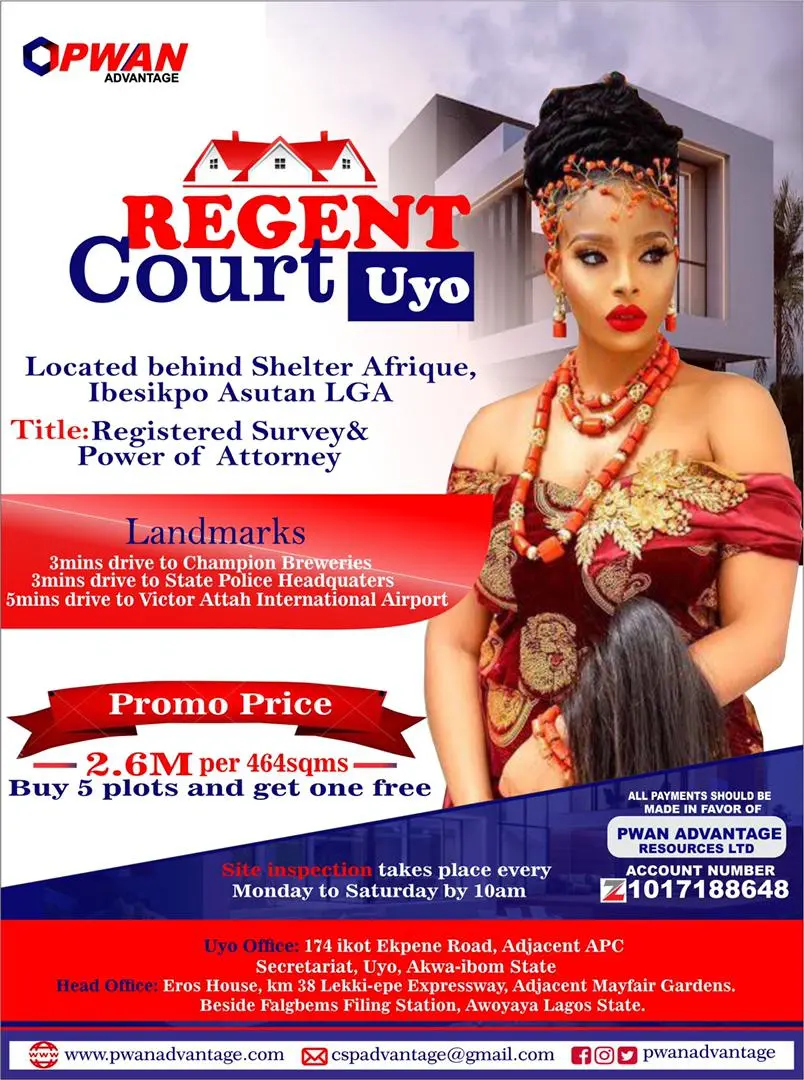 PWAN
ADVANTAGE
REGENT
Court Uyo
Located behind Shelter Afrique,
Ibesikpo Asutan LGA
Title:Registered Survey&
Power of Attorney
Landmarks
3mins drive to Champion Breweries
3mins drive to State Police Headquaters
5mins drive to Victor Attah International Airport
Promo Price
2.6M per 464sqms
Buy 5 plots and get one free
ALL PAYMENTS SHOULD BE
MADE IN FAVOR OF
PWAN ADVANTAGE
RESOURCES LTD
ACCOUNT NUMBER
Z 1017188648
Site inspection takes place every
Monday to Saturday by 10am
Uyo Office: 174 ikot Ekpene Road, Adjacent APC
Secretariat, Uyo, Akwa-ibom State
Head Office: Eros House, km 38 Lekki-epe Expressway, Adjacent Mayfair Gardens.
Beside Falgbems Filing Station, Awoyaya Lagos State.
www.pwanadvantage.com cspadvantage@gmail.com pwanadvantage